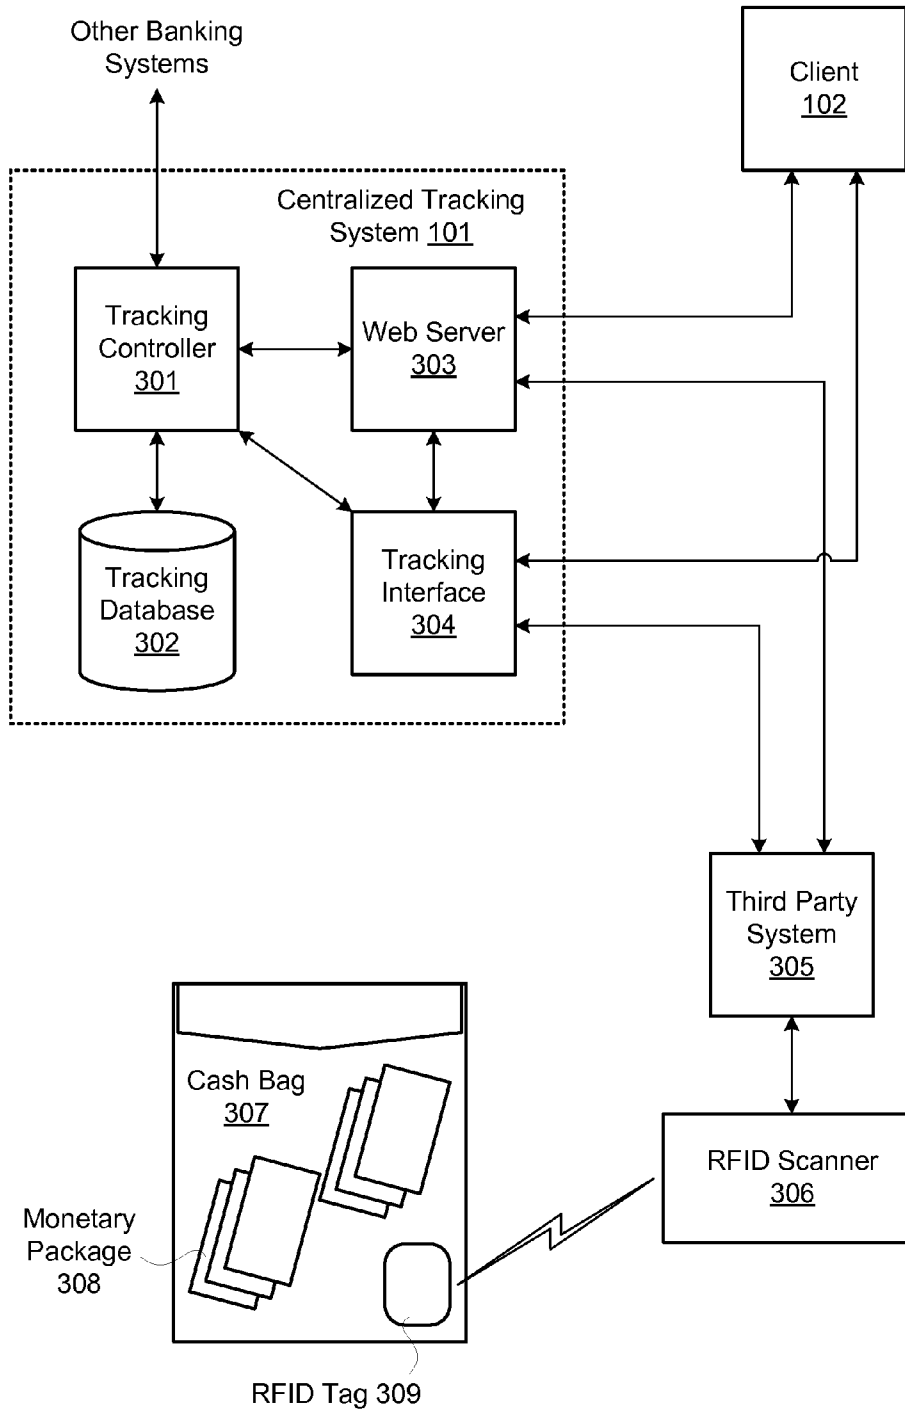 Other Banking
Systems
Client
102
Centralized Tracking
System 101
Tracking
Controller
301
Web Server
303
Tracking
Database
302
Tracking
Interface
304
Third Party
System
305
Cash Bag
307
RFID Scanner
306
Monetary
Package
308
RFID Tag 309